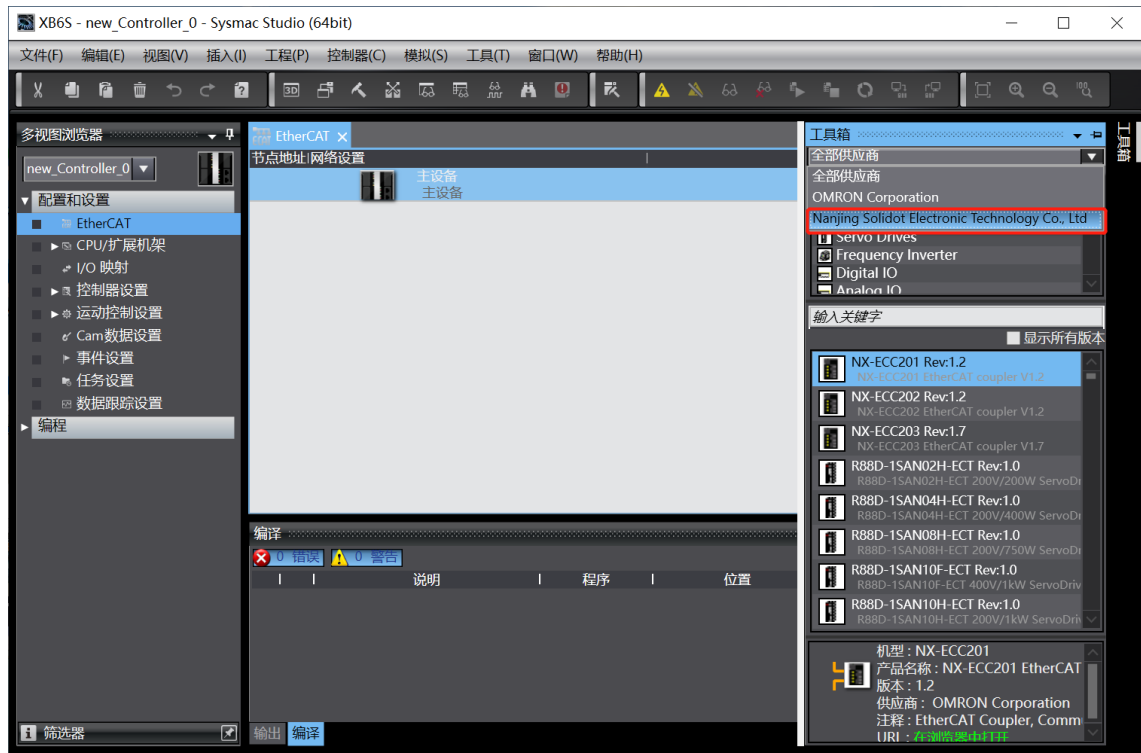 XB6S - new_Controller_0 - Sysmac Studio (64bit)
文件(F) 编辑(E) 视图(V) 插入(I) 工程(P) 控制器(C) 模拟(S) 工具(T) 窗口(W) 帮助(H)
多视图浏览器
new_Controller_0
配置和设置
EtherCAT
CPU/扩展机架
I/O 映射
控制器设置
运动控制设置
Cam数据设置
事件设置
任务设置
数据跟踪设置
编程
筛选器
EtherCAT
节点地址|网络设置
主设备
主设备
编译
0 错误 0 警告
说明 程序 位置
输出 编译
工具箱
全部供应商
全部供应商
OMRON Corporation
Nanjing Solidot Electronic Technology Co., Ltd
Servo Drives
Frequency Inverter
Digital IO
Analog IO
输入关键字
显示所有版本
NX-ECC201 Rev:1.2
NX-ECC201 EtherCAT coupler V1.2
NX-ECC202 Rev:1.2
NX-ECC202 EtherCAT coupler V1.2
NX-ECC203 Rev:1.7
NX-ECC203 EtherCAT coupler V1.7
R88D-1SAN02H-ECT Rev:1.0
R88D-1SAN02H-ECT 200V/200W ServoDr
R88D-1SAN04H-ECT Rev:1.0
R88D-1SAN04H-ECT 200V/400W ServoDr
R88D-1SAN08H-ECT Rev:1.0
R88D-1SAN08H-ECT 200V/750W ServoDr
R88D-1SAN10F-ECT Rev:1.0
R88D-1SAN10F-ECT 400V/1kW ServoDriv
R88D-1SAN10H-ECT Rev:1.0
R88D-1SAN10H-ECT 200V/1kW ServoDriv
机型 : NX-ECC201
产品名称 : NX-ECC201 EtherCAT
版本 : 1.2
供应商 : OMRON Corporation
注释 : EtherCAT Coupler, Comm
URL : 在浏览器中打开
工具箱